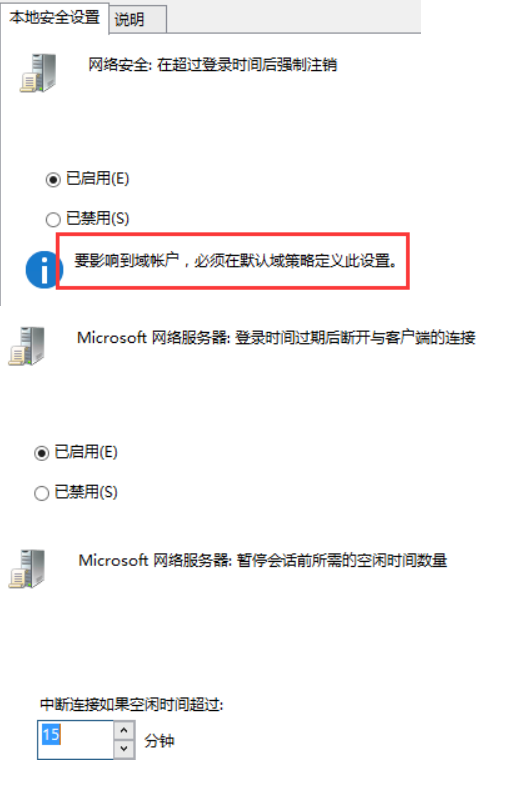 本地安全设置 说明
网络安全: 在超过登录时间后强制注销
已启用(E)
已禁用(S)
要影响到域帐户，必须在默认域策略定义此设置。
Microsoft 网络服务器: 登录时间过期后断开与客户端的连接
已启用(E)
已禁用(S)
Microsoft 网络服务器: 暂停会话前所需的空闲时间数量
中断连接如果空闲时间超过:
15 分钟